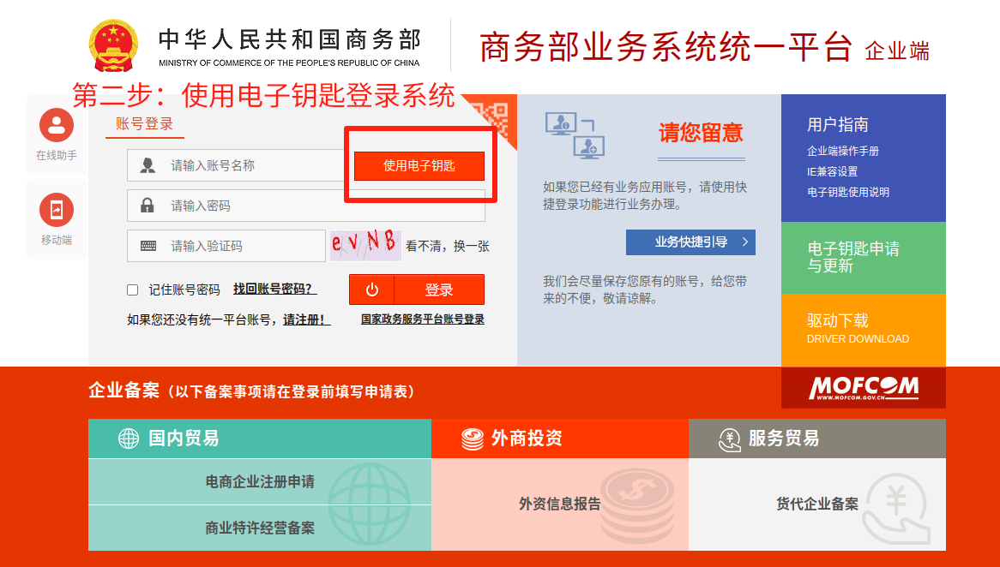 中华人民共和国商务部
MINISTRY OF COMMERCE OF THE PEOPLE'S REPUBLIC OF CHINA
商务部业务系统统一平台 企业端
第二步：使用电子钥匙登录系统
在线助手
移动端
账号登录
请输入账号名称
使用电子钥匙
请输入密码
请输入验证码
evNB
看不清，换一张
记住账号密码 找回账号密码?
登录
如果您还没有统一平台账号，请注册!
国家政务服务平台账号登录
请您留意
如果您已经有业务应用账号，请使用快
捷登录功能进行业务办理。
业务快捷引导
我们会尽量保存您原有的账号，给您带
来的不便，敬请谅解。
用户指南
企业端操作手册
IE兼容设置
电子钥匙使用说明
电子钥匙申请
与更新
驱动下载
DRIVER DOWNLOAD
MOFCOM
WWW.MOFCOM.GOV.CN
企业备案（以下备案事项请在登录前填写申请表）
国内贸易
电商企业注册申请
商业特许经营备案
外商投资
外资信息报告
服务贸易
货代企业备案